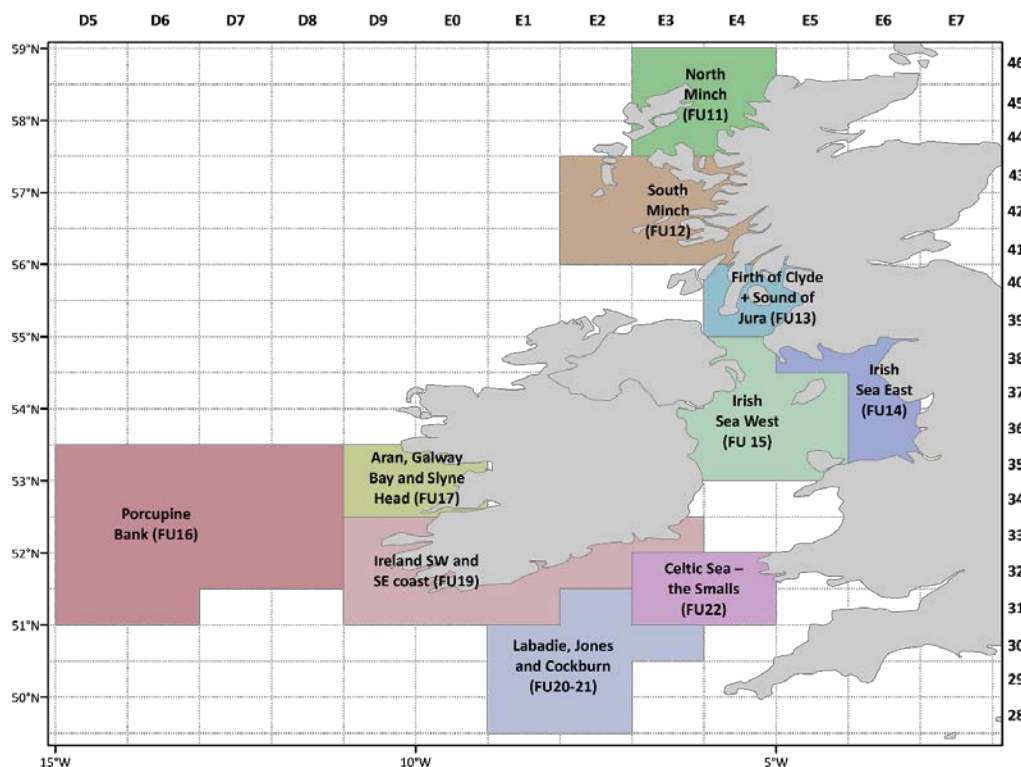 D5 D6 D7 D8 D9 E0 E1 E2 E3 E4 E5 E6 E7
59°N
46
North
Minch
(FU11)
45
58°N
44
43
57°N
South
Minch
(FU12)
42
41
56°N
Firth of Clyde
+ Sound of
Jura (FU13)
40
39
55°N
38
Irish
Sea East
(FU14)
37
54°N
Irish
Sea West
(FU 15)
36
Aran, Galway
Bay and Slyne
Head (FU17)
35
53°N
34
Porcupine
Bank (FU16)
33
52°N
Ireland SW and
SE coast (FU19)
Celtic Sea –
the Smalls
(FU22)
32
31
51°N
Labadie, Jones
and Cockburn
(FU20-21)
30
29
50°N
28
15°W 10°W 5°W